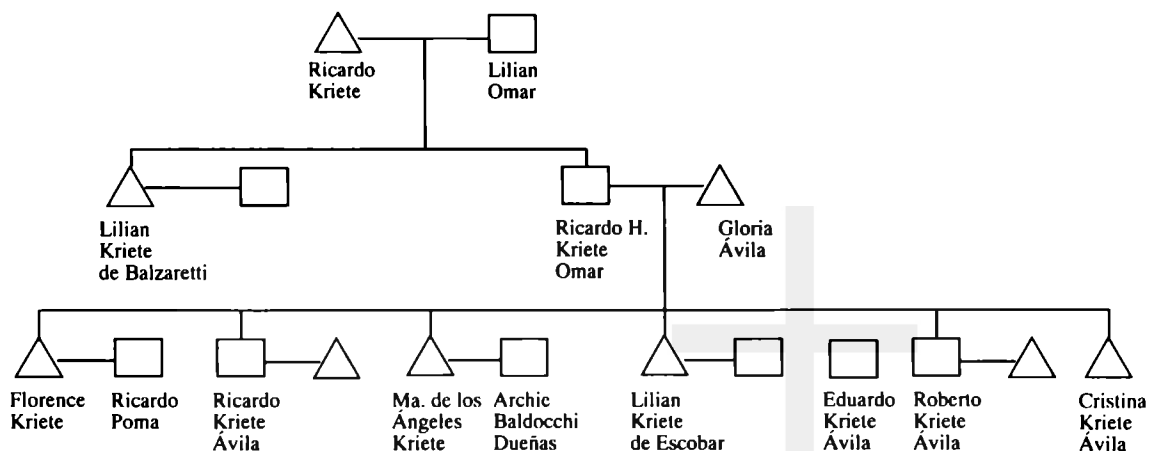 Ricardo
Kriete
Lilian
Omar
Lilian
Kriete
de Balzaretti
Ricardo H.
Kriete
Omar
Gloria
Ávila
Florence
Kriete
Ricardo
Poma
Ricardo
Kriete
Ávila
Ma. de los
Ángeles
Kriete
Archie
Baldocchi
Dueñas
Lilian
Kriete
de Escobar
Eduardo
Kriete
Ávila
Roberto
Kriete
Ávila
Cristina
Kriete
Ávila